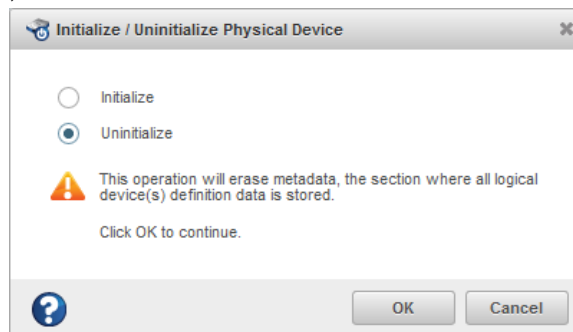 Initialize / Uninitialize Physical Device
Initialize
Uninitialize
This operation will erase metadata, the section where all logical
device(s) definition data is stored.
Click OK to continue.
?
OK
Cancel